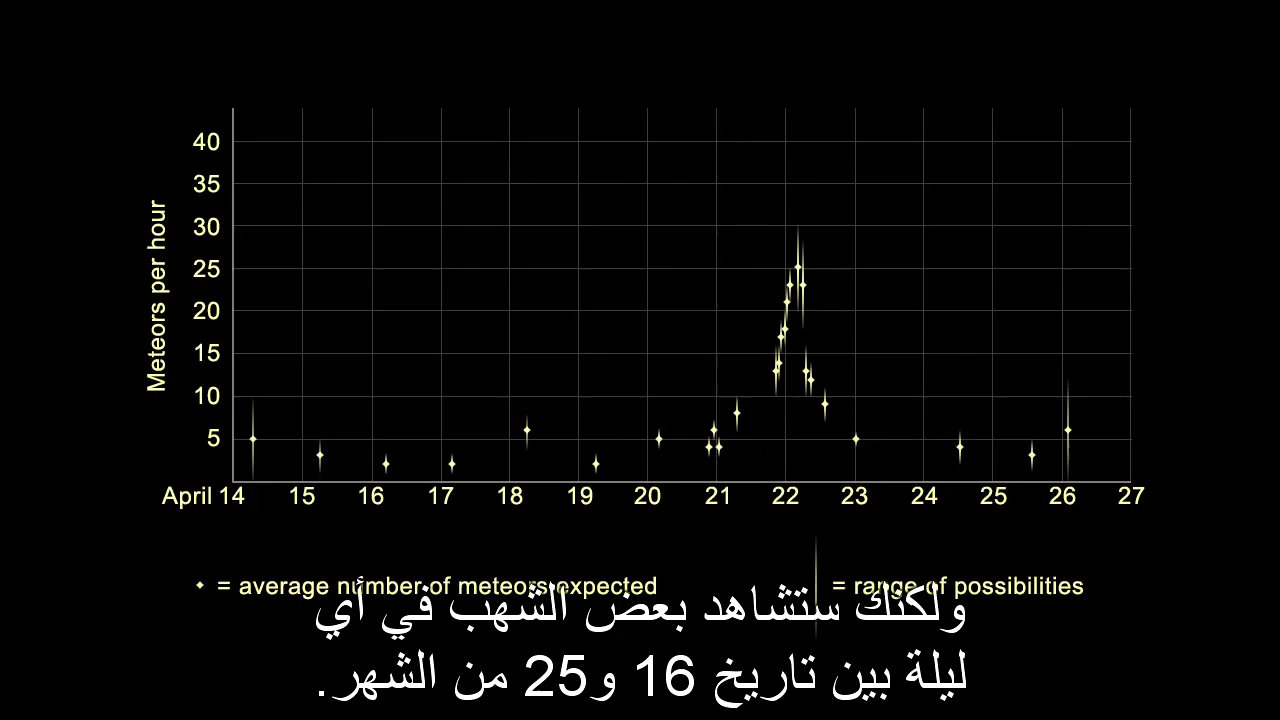 Meteors per hour
40
35
30
25
20
15
10
5
April 14 15 16 17 18 19 20 21 22 23 24 25 26 27
= average number of meteors expected = range of possibilities
ولكنك ستشاهد بعض الشهب في أي
ليلة بين تاريخ 16 و25 من الشهر.